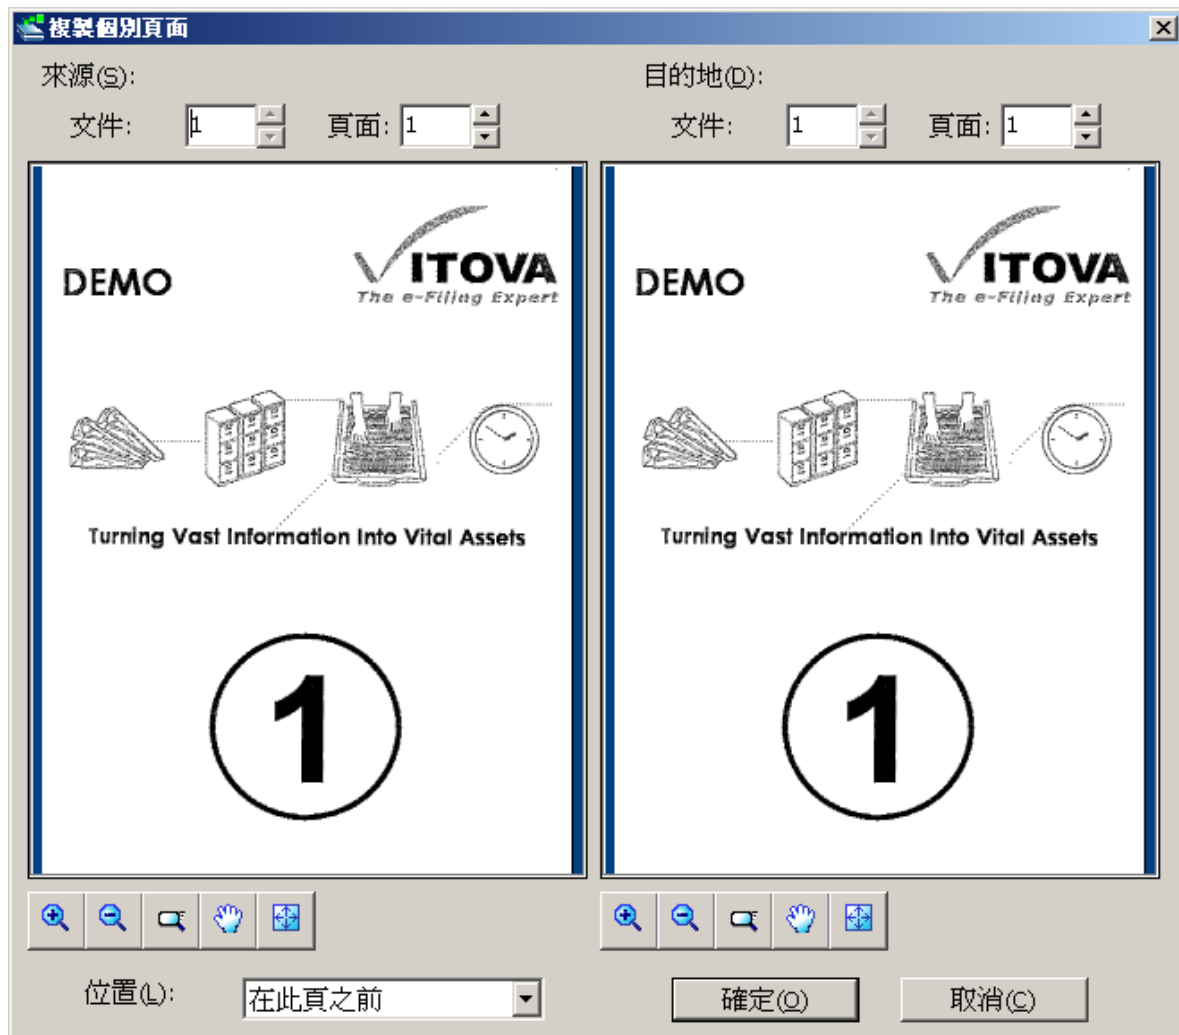 複製個別頁面
來源(S):
目的地(D):
文件: 1 頁面: 1
文件: 1 頁面: 1
DEMO
VITOVA
The e-Filing Expert
Turning Vast Information Into Vital Assets
1
DEMO
VITOVA
The e-Filing Expert
Turning Vast Information Into Vital Assets
1
位置(L): 在此頁之前
確定(O)
取消(C)